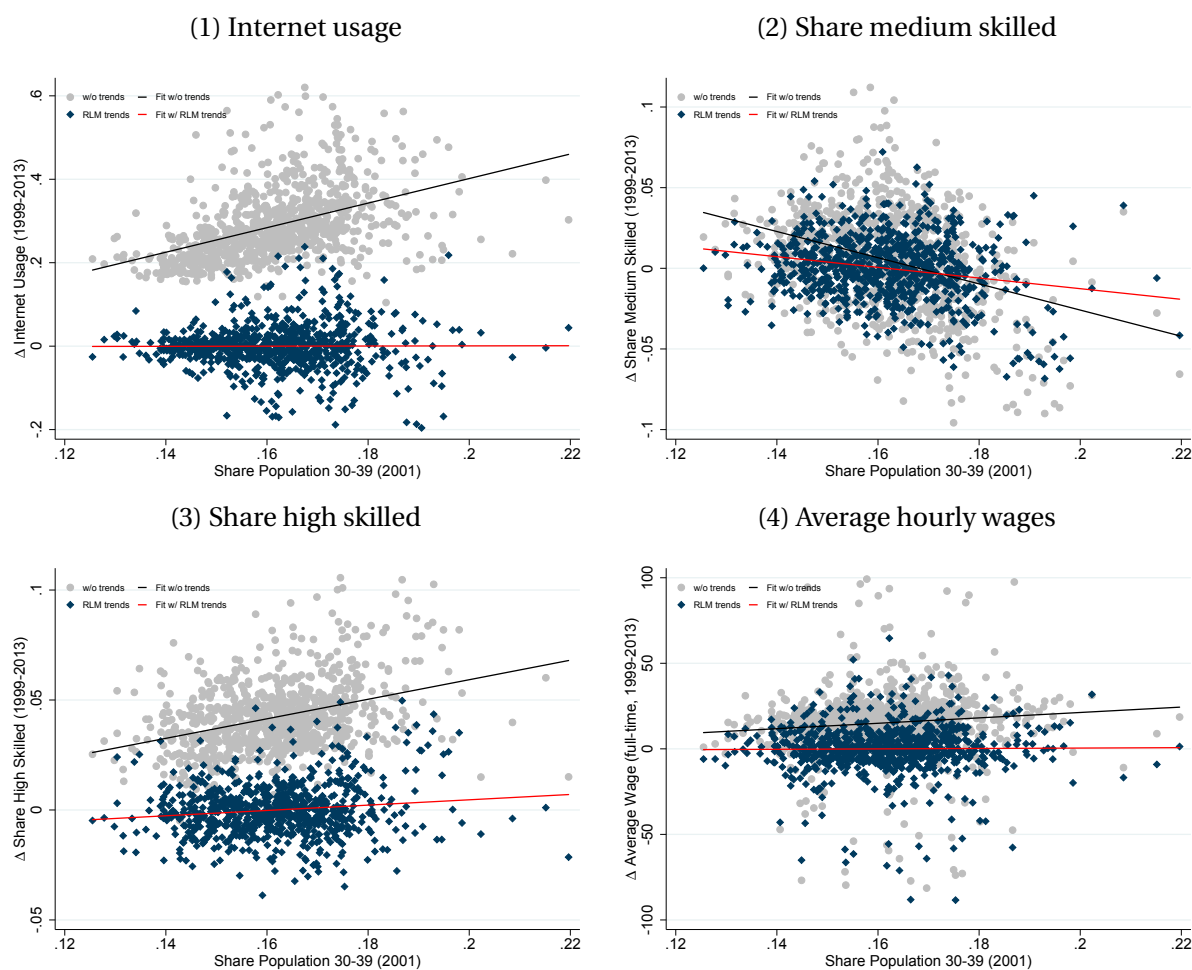 (1) Internet usage
(2) Share medium skilled
w/o trends
Fit w/o trends
RLM trends
Fit w/ RLM trends
Δ Internet Usage (1999-2013)
.6
.4
.2
0
-.2
.12
.14
.16
.18
.2
.22
Share Population 30-39 (2001)
w/o trends
Fit w/o trends
RLM trends
Fit w/ RLM trends
Δ Share Medium Skilled (1999-2013)
.1
.05
0
-.05
-.1
.12
.14
.16
.18
.2
.22
Share Population 30-39 (2001)
(3) Share high skilled
(4) Average hourly wages
w/o trends
Fit w/o trends
RLM trends
Fit w/ RLM trends
Δ Share High Skilled (1999-2013)
.1
.05
0
-.05
.12
.14
.16
.18
.2
.22
Share Population 30-39 (2001)
w/o trends
Fit w/o trends
RLM trends
Fit w/ RLM trends
Δ Average Wage (full-time, 1999-2013)
100
50
0
-50
-100
.12
.14
.16
.18
.2
.22
Share Population 30-39 (2001)